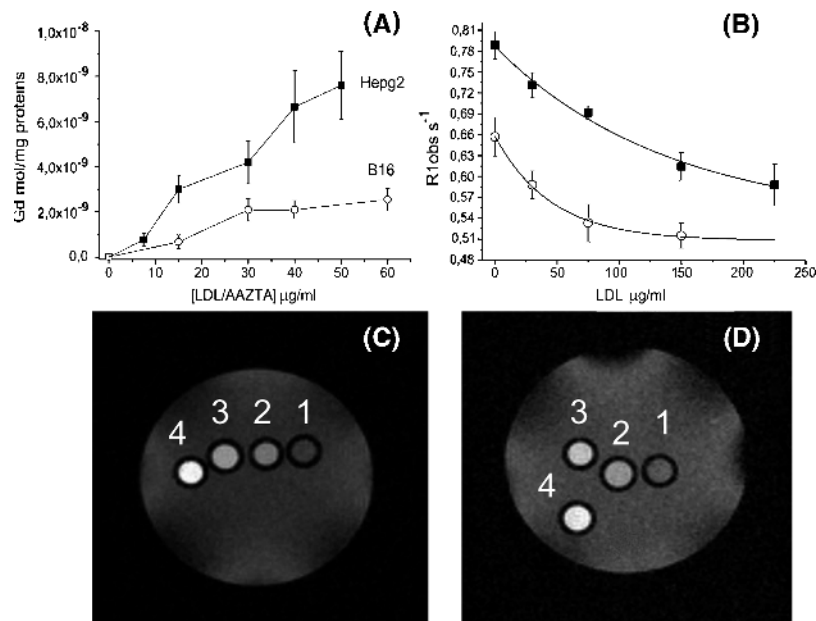 (A)
1,0x10⁻⁸
8,0x10⁻⁹
6,0x10⁻⁹
4,0x10⁻⁹
2,0x10⁻⁹
0,0
Gd mol/mg proteins
Hepg2
B16
0 10 20 30 40 50 60
[LDL/AAZTA] µg/ml
(B)
0,81
0,78
0,75
0,72
0,69
0,66
0,63
0,60
0,57
0,54
0,51
0,48
R1obs s⁻¹
0 50 100 150 200 250
LDL µg/ml
(C)
4 3 2 1
(D)
3 2 1
4